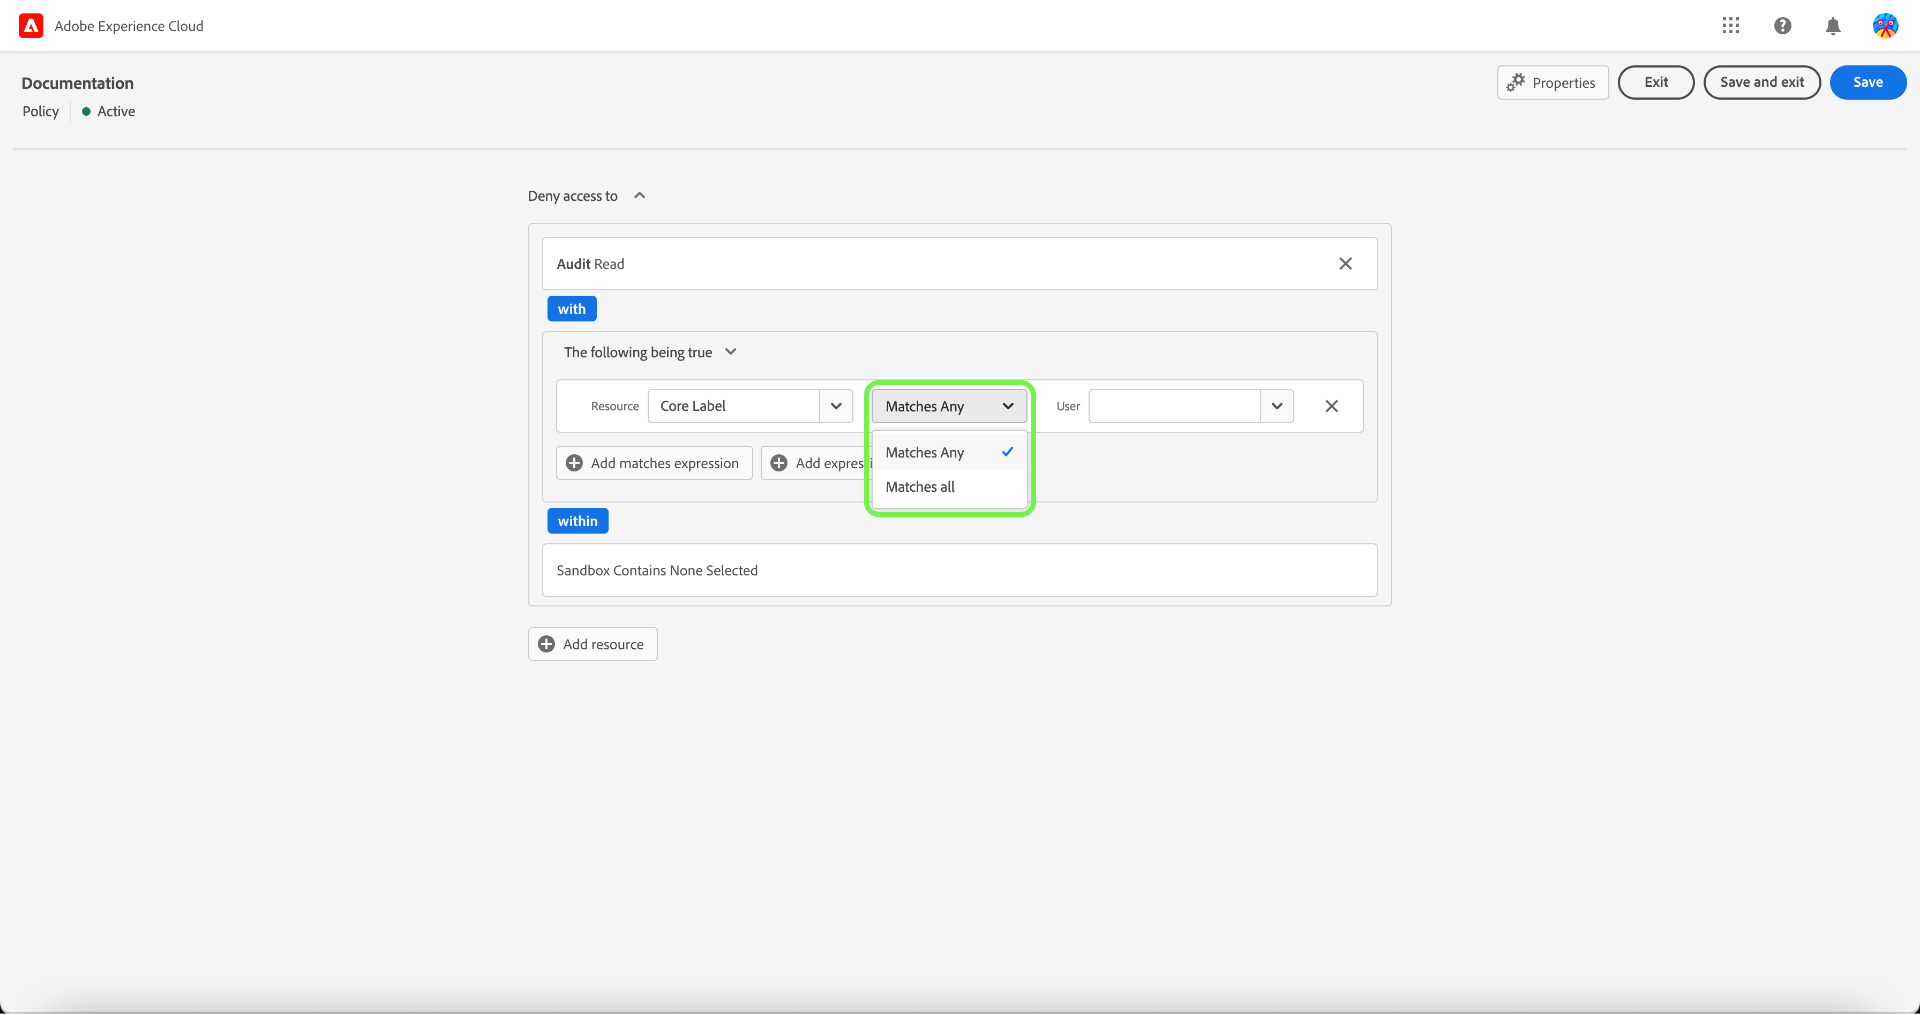 Adobe Experience Cloud
Documentation
Policy
Active
Properties
Exit
Save and exit
Save
Deny access to
Audit Read
with
The following being true
Resource
Core Label
Matches Any
User
Matches Any
Matches all
Add matches expression
Add expressi
within
Sandbox Contains None Selected
Add resource